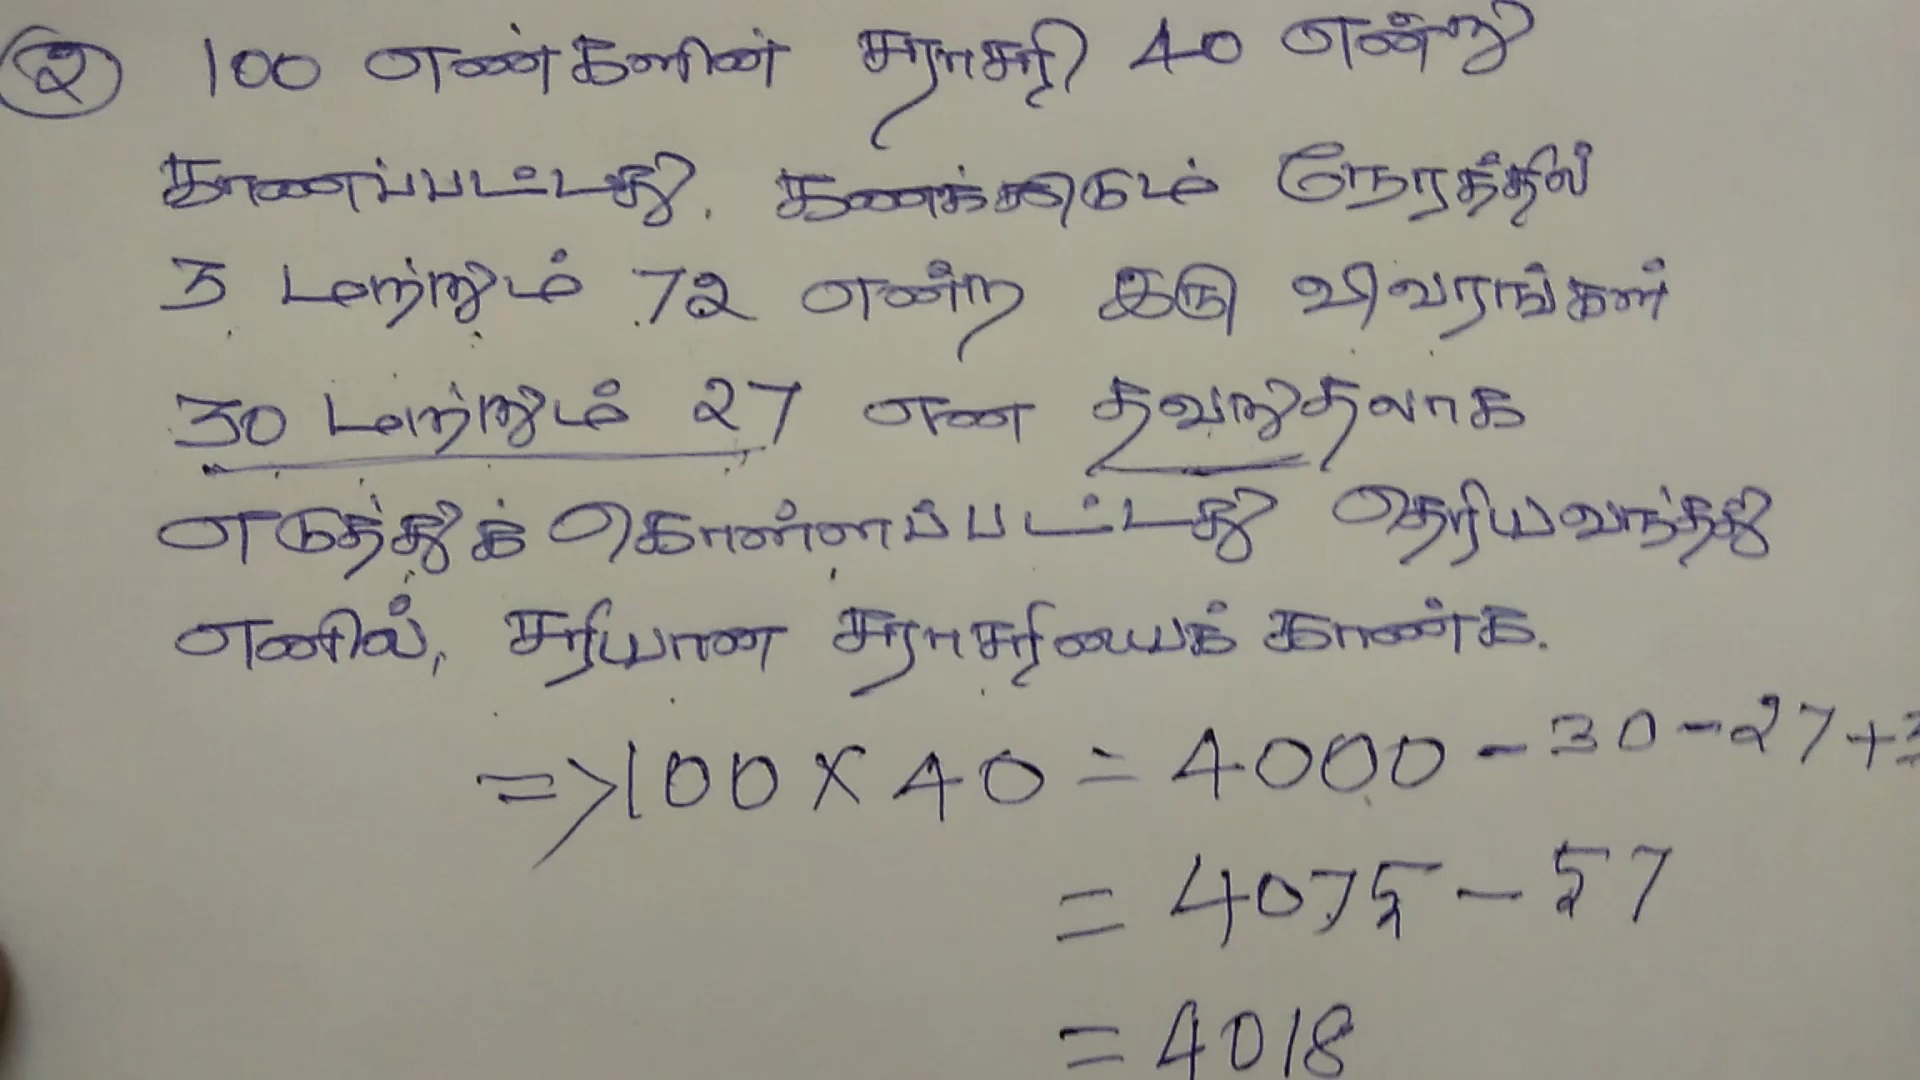 ② 100 எண்களின் சராசரி 40 என்று
காணப்பட்டது. கணக்கிடும் நேரத்தில்
3 மற்றும் 72 என்ற இரு விவரங்கள்
30 மற்றும் 27 என தவறுதலாக
எடுத்துக் கொள்ளப்பட்டது தெரியவந்தது
எனில், சரியான சராசரியைக் காண்க.
=> 100 × 40 = 4000 - 30 - 27 + 3
= 4075 - 57
= 4018